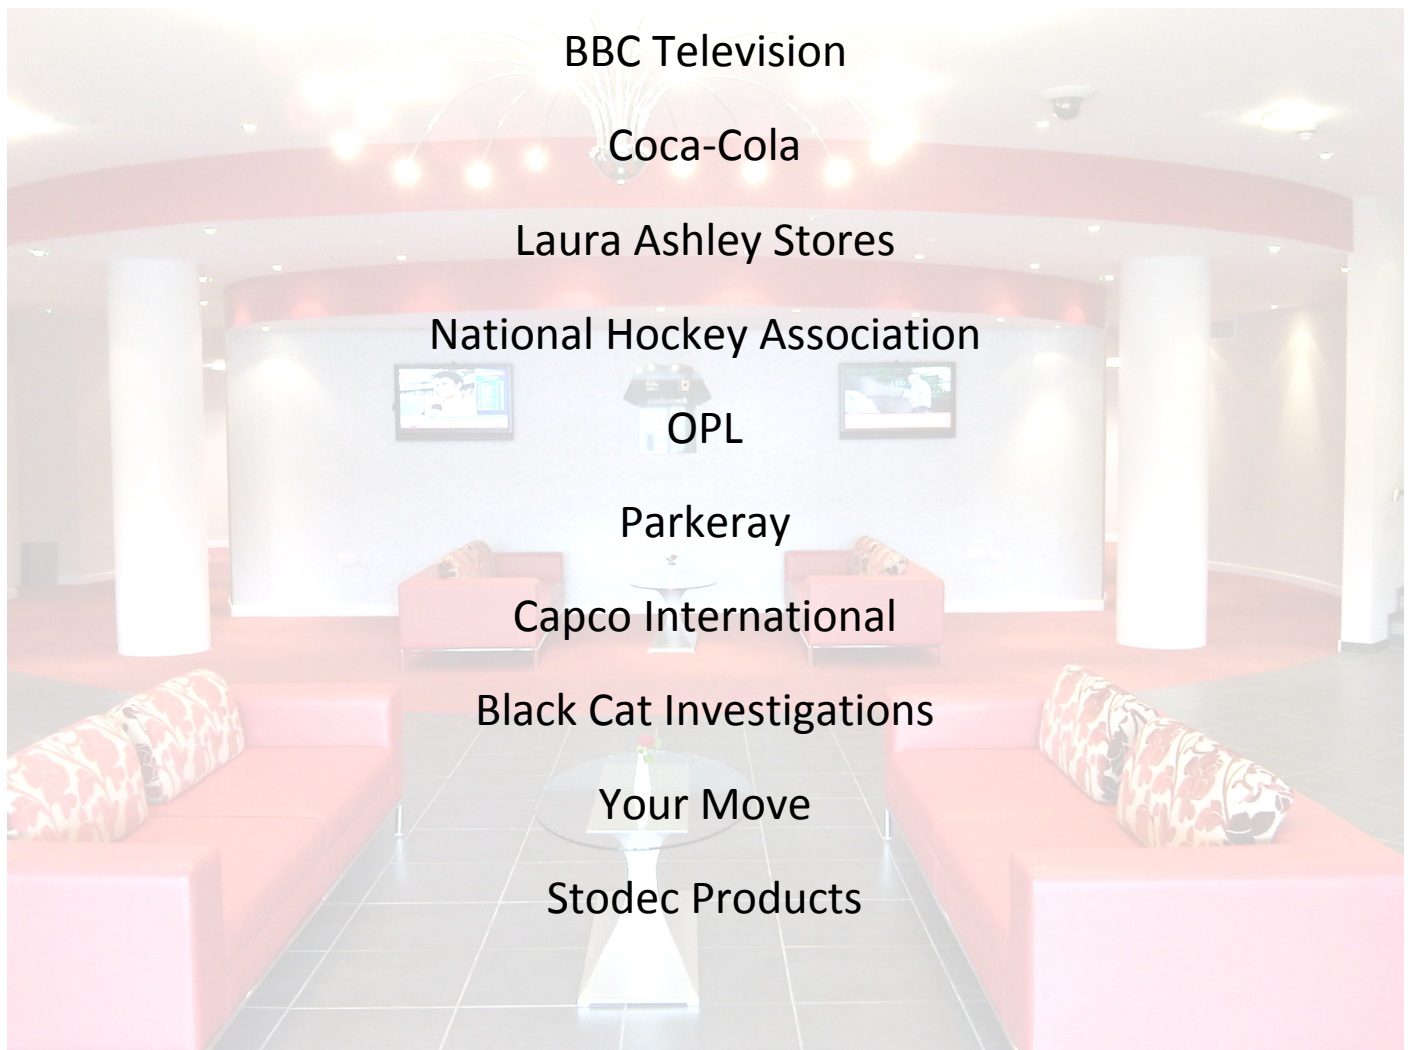 BBC Television
Coca-Cola
Laura Ashley Stores
National Hockey Association
stadiummk
OPL
Parkeray
Capco International
Black Cat Investigations
Your Move
Stodec Products